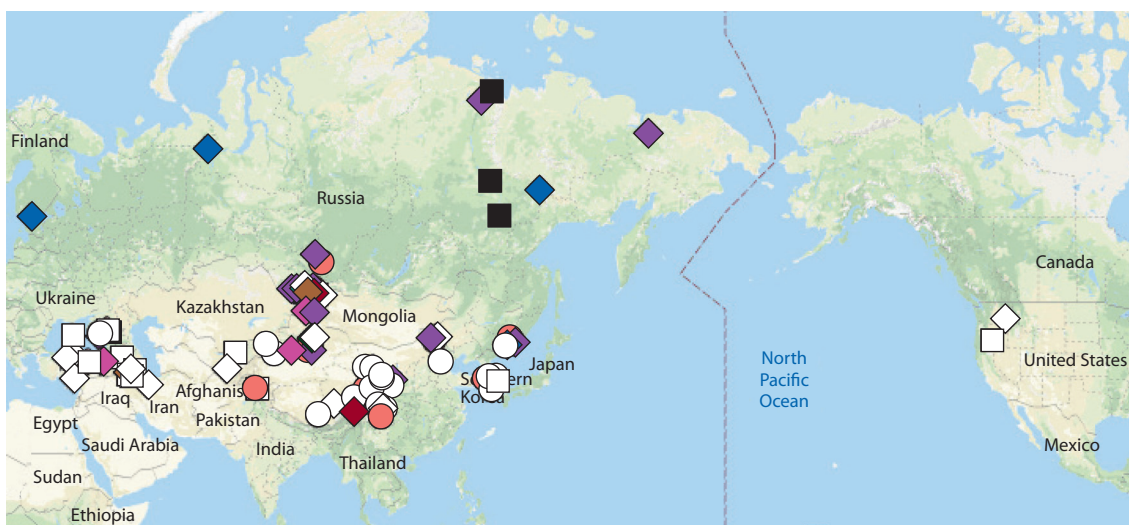 Finland
Russia
Canada
Ukraine
Kazakhstan
Mongolia
Japan
North
Pacific
Ocean
United States
Afghanis
Iraq
Iran
Korea
Egypt
Pakistan
Saudi Arabia
India
Mexico
Thailand
Sudan
Ethiopia